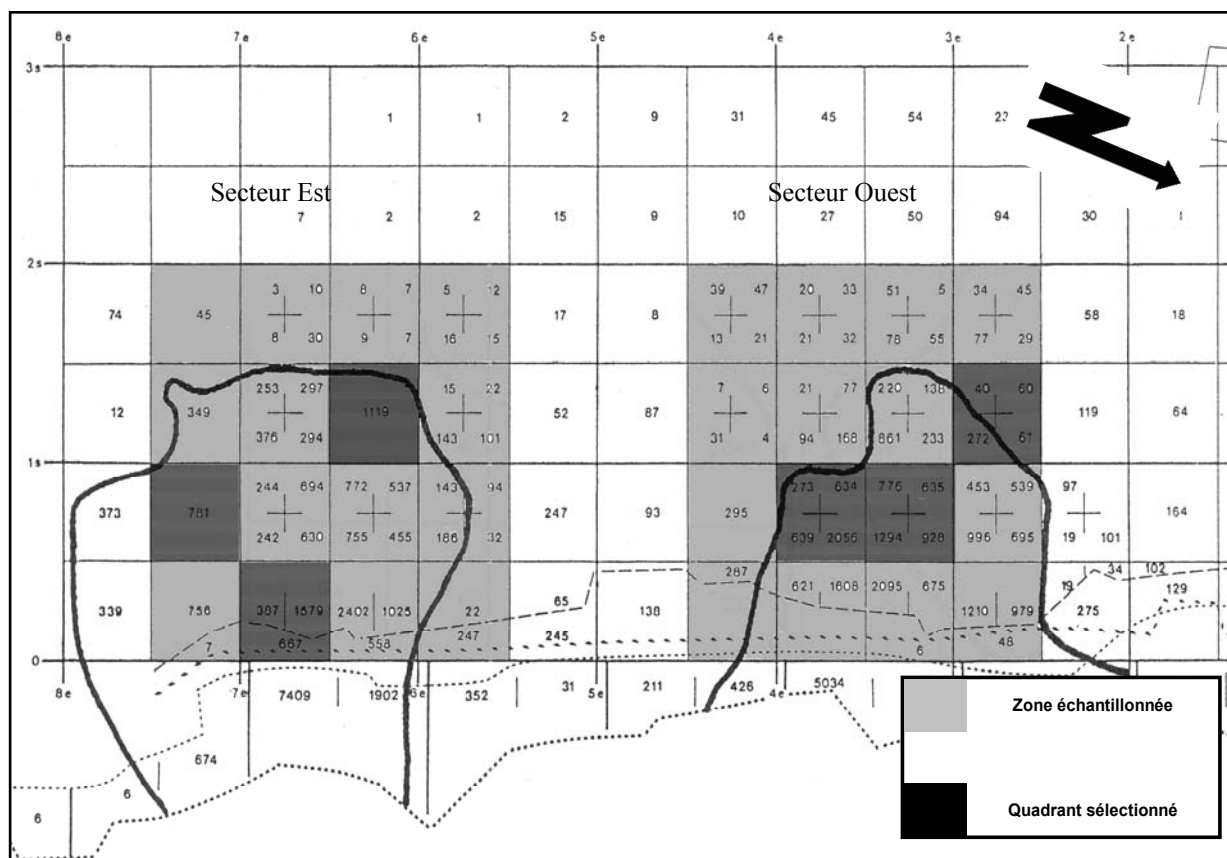 8e 7e 6e 5e 4e 3e 2e
3s
1 1 2 9 31 45 54
Secteur Est Secteur Ouest
7 2 2 15 9 10 27 50 94 30 1
2s
3 10 8 7 5 12 39 47 20 33 51 5 34 45
74 45 17 8 58 18
8 30 9 7 16 15 13 21 21 32 78 55 77 29
253 297 15 22 7 6 21 77 220 138 40 60
12 349 1119 52 87 119 64
376 294 143 101 31 4 94 168 861 233 272 61
1s
244 694 772 537 143 94 273 634 776 635 453 539 97
373 781 247 93 295 164
242 630 755 455 186 32 639 2056 1294 928 996 695 19 101
287 34 102
621 1608 2095 675 19 129
339 756 387 1679 2402 1025 22 65 138 1210 979 275
7 667 558 247 245 6 48
0
8e 7e 7409 1902 6e 352 31 5e 211 426 4e 5034
674
6
6
Zone échantillonnée
Quadrant sélectionné